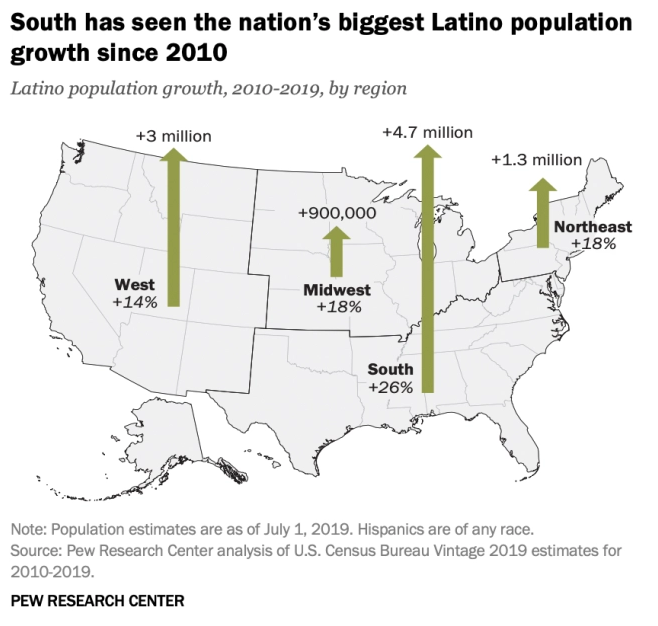 South has seen the nation's biggest Latino population
growth since 2010
Latino population growth, 2010-2019, by region
+3 million
+4.7 million
+1.3 million
+900,000
Northeast
+18%
West
+14%
Midwest
+18%
South
+26%
Note: Population estimates are as of July 1, 2019. Hispanics are of any race.
Source: Pew Research Center analysis of U.S. Census Bureau Vintage 2019 estimates for
2010-2019.
PEW RESEARCH CENTER